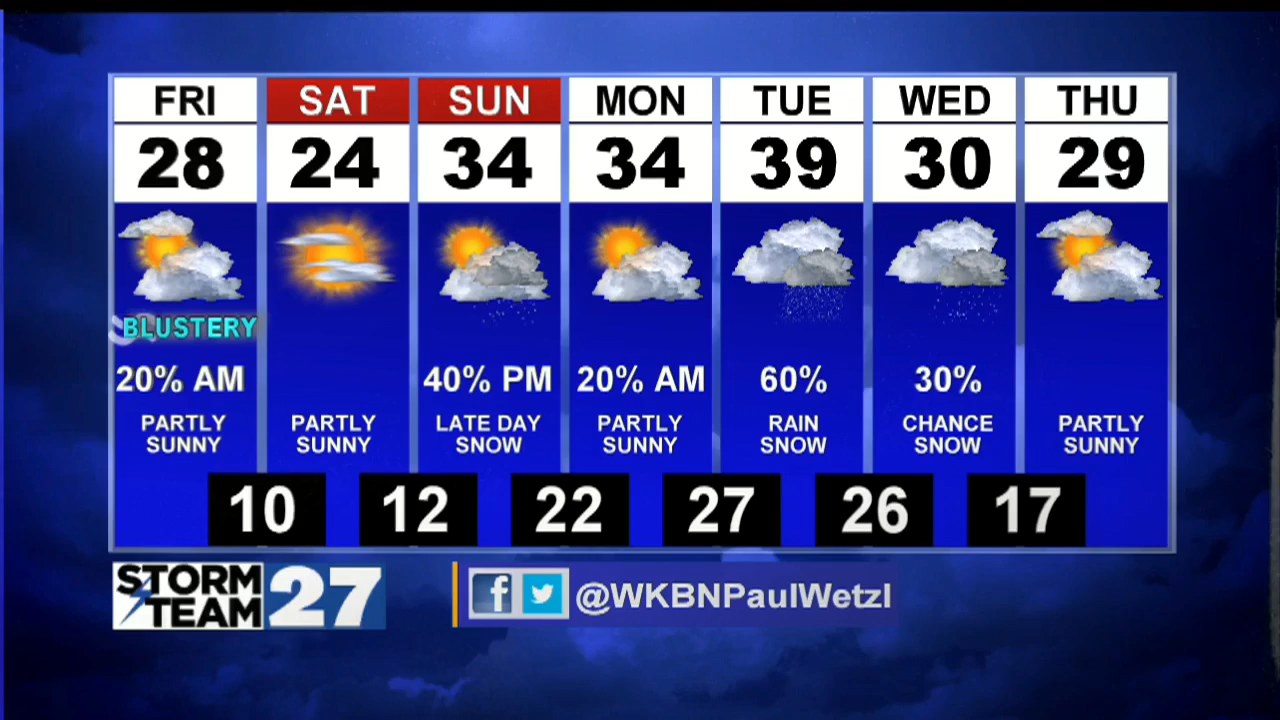 FRI SAT SUN MON TUE WED THU
28 24 34 34 39 30 29
BLUSTERY
20% AM 40% PM 20% AM 60% 30%
PARTLY PARTLY LATE DAY PARTLY RAIN CHANCE PARTLY
SUNNY SUNNY SNOW SUNNY SNOW SNOW SUNNY
10 12 22 27 26 17
STORM
TEAM
27
f @WKBNPaulWetzl